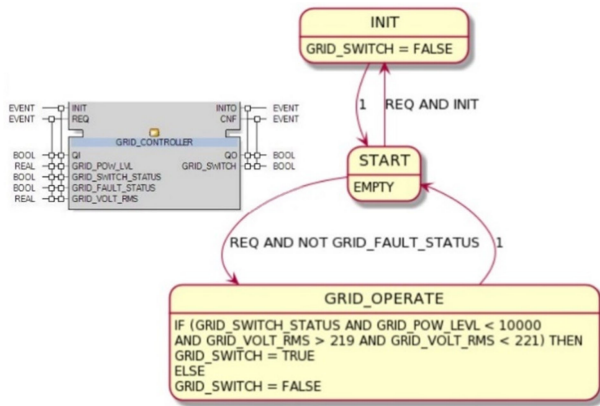 INIT
GRID_SWITCH = FALSE
EVENT INIT INITO EVENT
EVENT REQ CNF EVENT
GRID_CONTROLLER
BOOL QI QO BOOL
REAL GRID_POW_LVL GRID_SWITCH BOOL
BOOL GRID_SWITCH_STATUS
BOOL GRID_FAULT_STATUS
REAL GRID_VOLT_RMS
1 REQ AND INIT
START
EMPTY
REQ AND NOT GRID_FAULT_STATUS 1
GRID_OPERATE
IF (GRID_SWITCH_STATUS AND GRID_POW_LEVL < 10000
AND GRID_VOLT_RMS > 219 AND GRID_VOLT_RMS < 221) THEN
GRID_SWITCH = TRUE
ELSE
GRID_SWITCH = FALSE